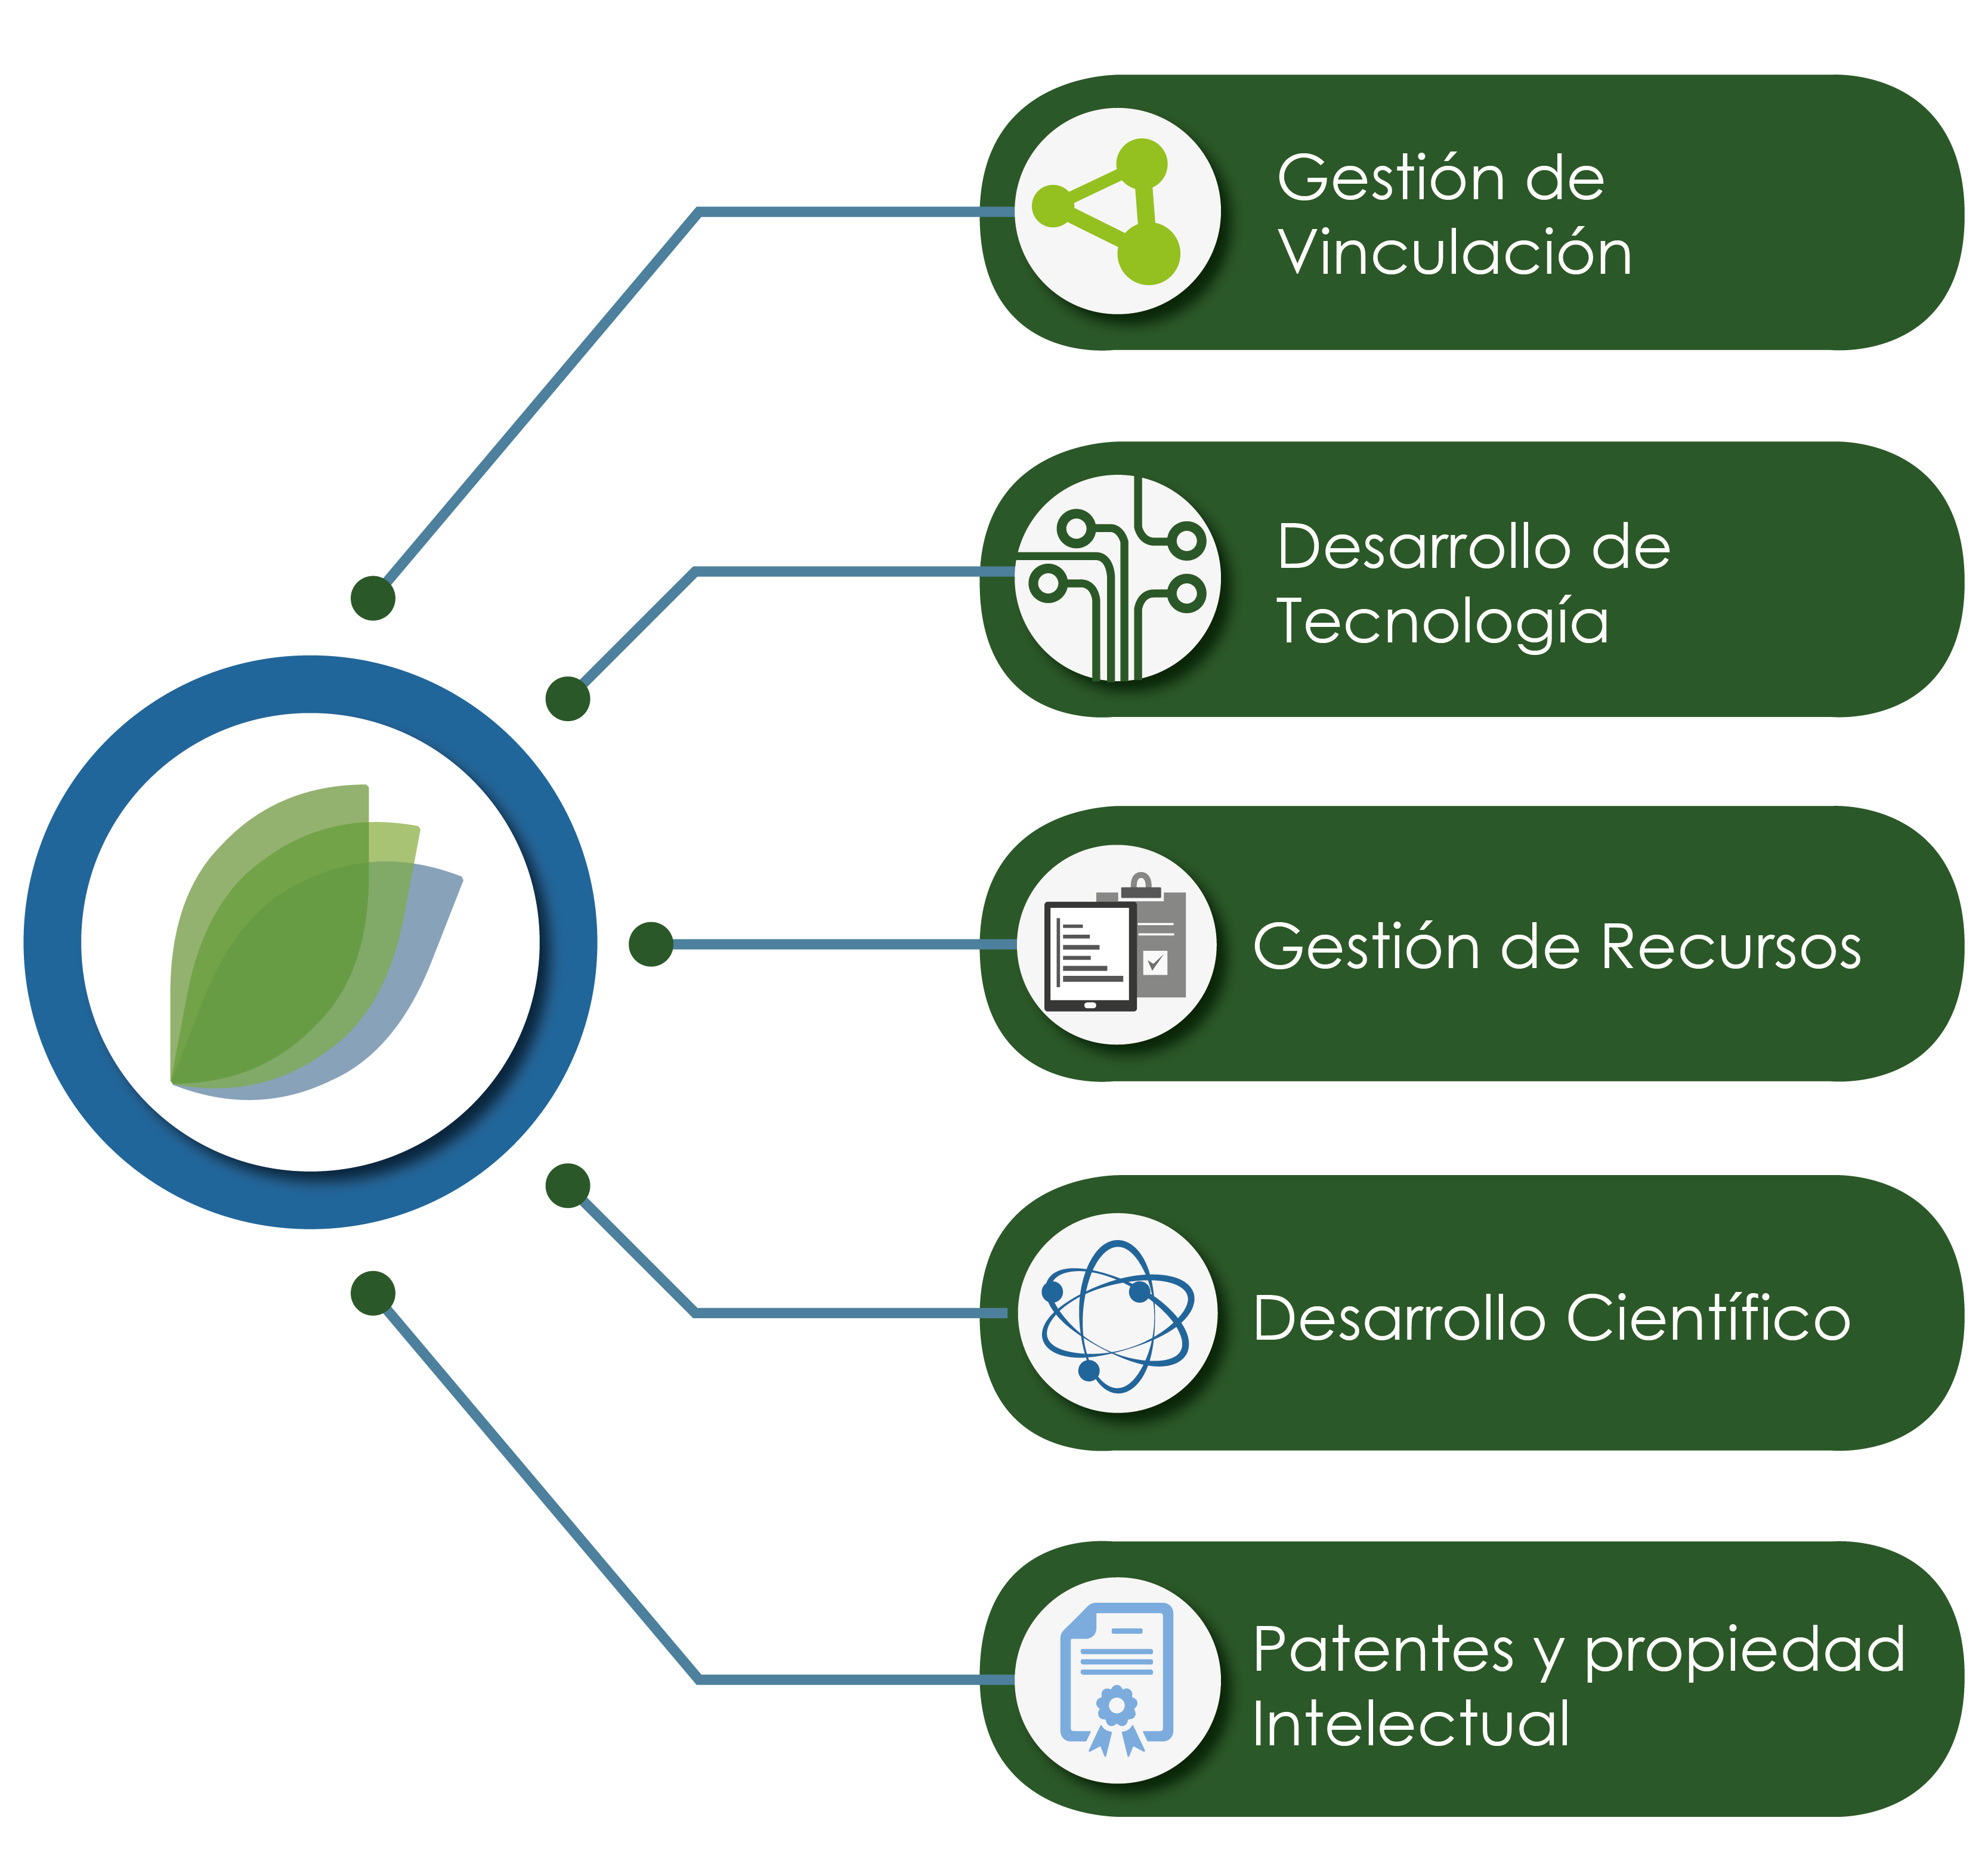 Gestión de
Vinculación
Desarrollo de
Tecnología
Gestión de Recursos
Desarrollo Científico
Patentes y propiedad
Intelectual